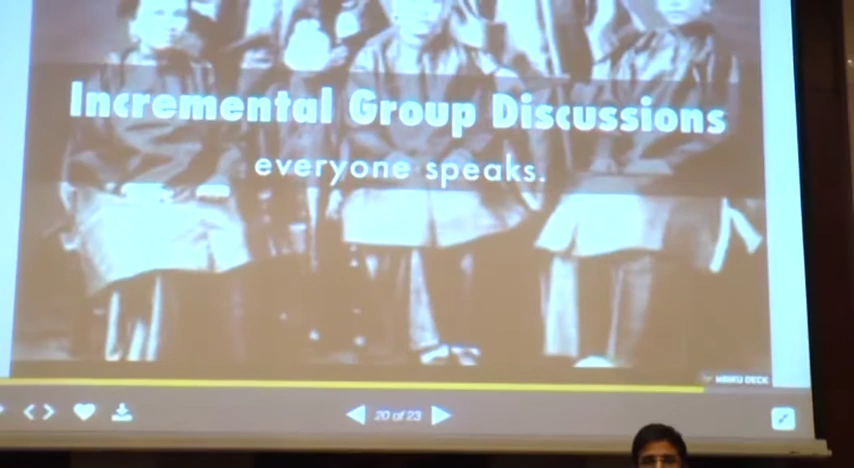 Incremental Group Discussions
everyone speaks.
HAIKU DECK
20 of 23